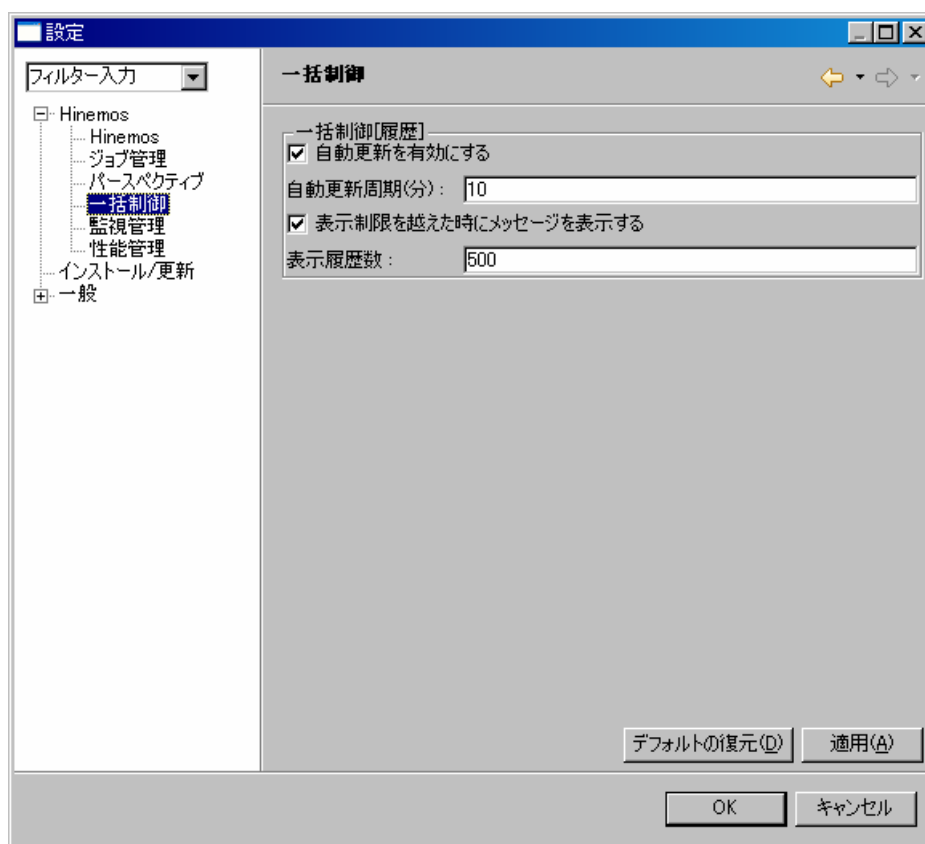 設定
フィルター入力
Hinemos
Hinemos
ジョブ管理
パースペクティブ
一括制御
監視管理
性能管理
インストール/更新
一般
一括制御
一括制御[履歴]
自動更新を有効にする
自動更新周期(分): 10
表示制限を越えた時にメッセージを表示する
表示履歴数: 500
デフォルトの復元(D) 適用(A)
OK キャンセル